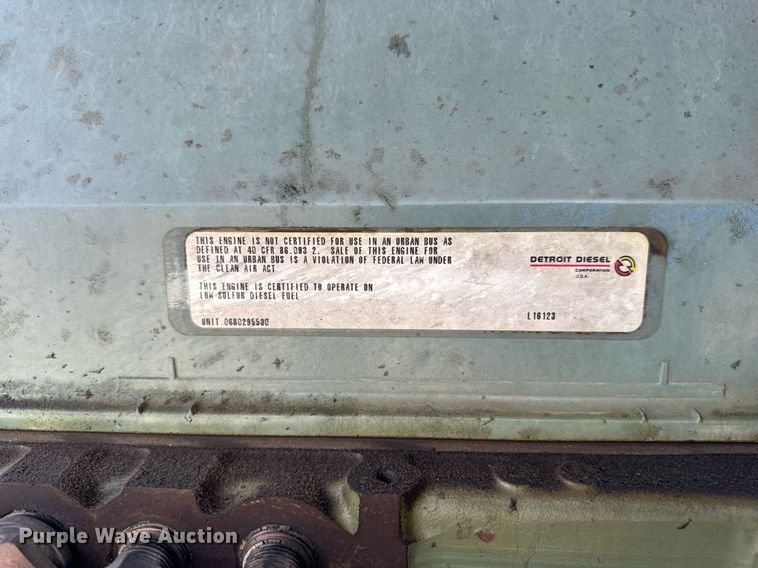 THIS ENGINE IS NOT CERTIFIED FOR USE IN AN URBAN BUS AS
DEFINED AT 40 CFR 86.093 2. SALE OF THIS ENGINE FOR
USE IN AN URBAN BUS IS A VIOLATION OF FEDERAL LAW UNDER
THE CLEAN AIR ACT.
THIS ENGINE IS CERTIFIED TO OPERATE ON
LOW SULFUR DIESEL FUEL
UNIT 06R0295530
DETROIT DIESEL
CORPORATION
U.S.A.
L16123
Purple Wave Auction